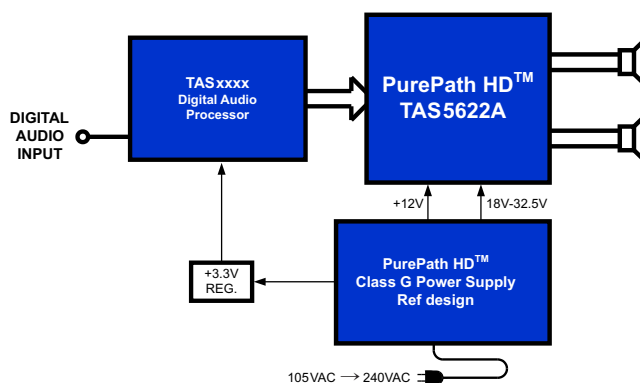 TASxxxx
Digital Audio
Processor
PurePath HD™
TAS5622A
DIGITAL
AUDIO
INPUT
+12V
18V-32.5V
+3.3V
REG.
PurePath HD™
Class G Power Supply
Ref design
105VAC → 240VAC